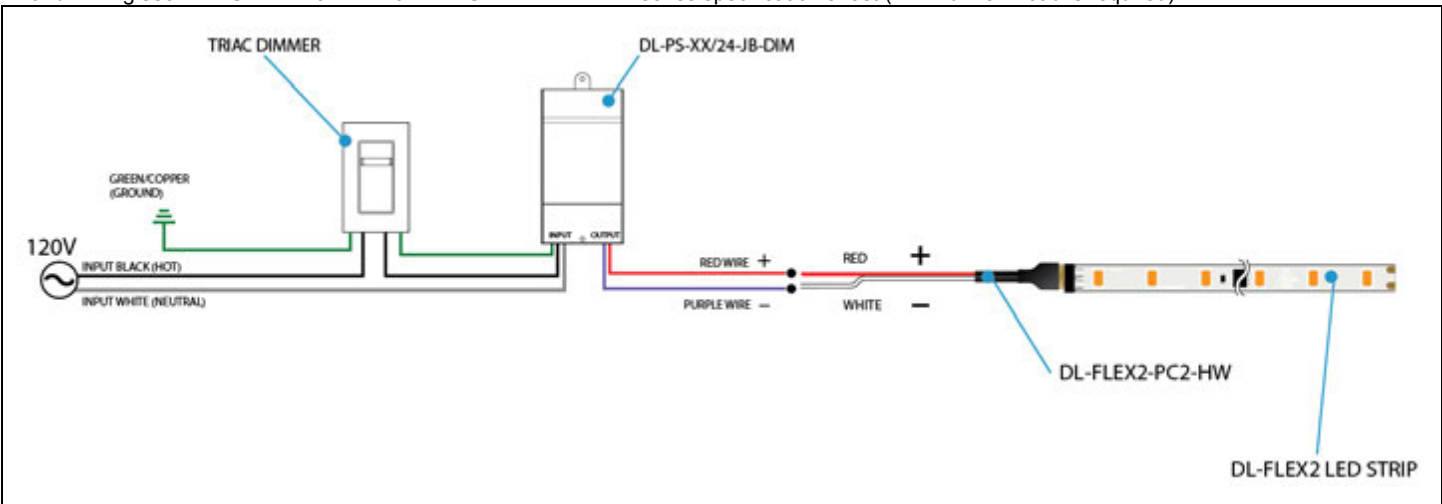 TRIAC DIMMER
DL-PS-XX/24-JB-DIM
GREEN/COPPER
(GROUND)
120V
INPUT BLACK (HOT)
INPUT WHITE (NEUTRAL)
INPUT OUTPUT
RED WIRE +
RED +
PURPLE WIRE –
WHITE –
DL-FLEX2-PC2-HW
DL-FLEX2 LED STRIP